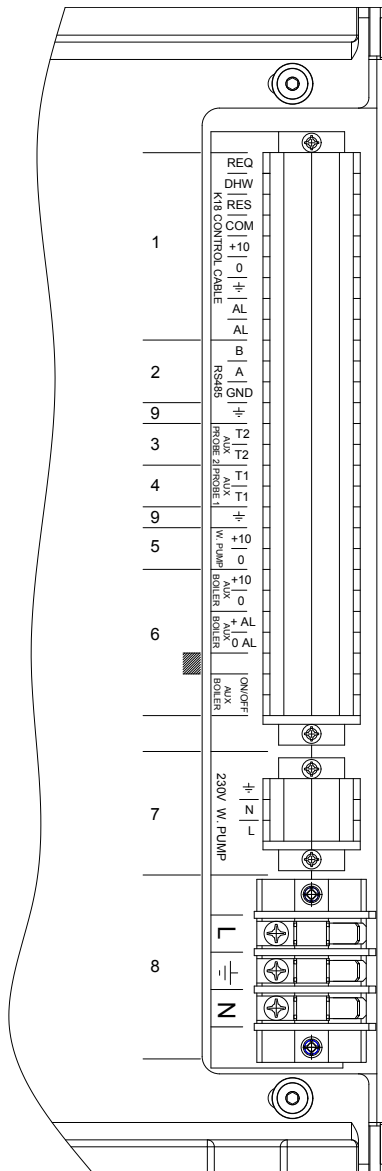 1
K18 CONTROL CABLE
REQ
DHW
RES
COM
+10
0
AL
AL
2
RS485
B
A
GND
9
3
AUX
PROBE 2
T2
T2
4
AUX
PROBE 1
T1
T1
9
5
W. PUMP
+10
0
6
AUX
BOILER
+10
0
AUX
BOILER
+ AL
0 AL
AUX
BOILER
ON/OFF
7
230V W. PUMP
N
L
8
L
N